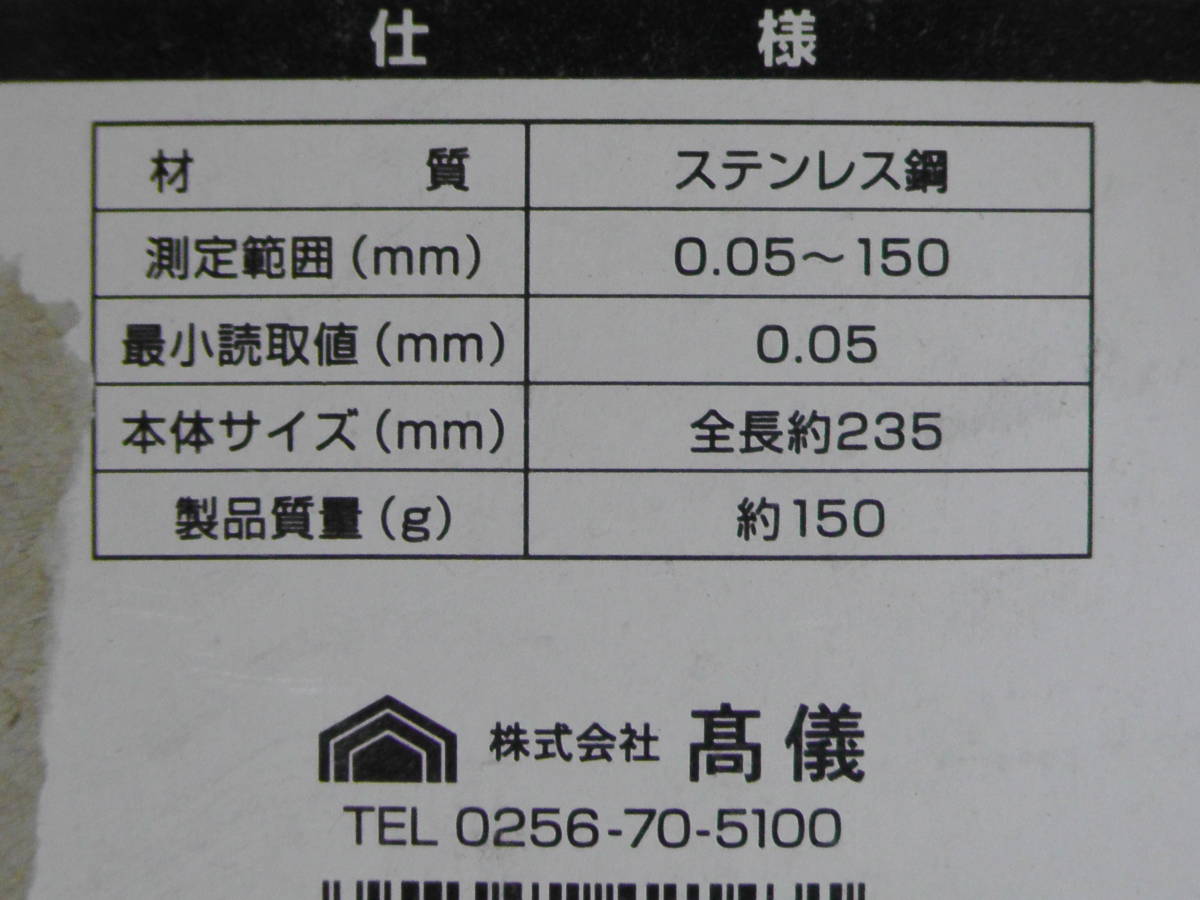 仕様
材質 ステンレス鋼
測定範囲(mm) 0.05〜150
最小読取値(mm) 0.05
本体サイズ(mm) 全長約235
製品質量(g) 約150
株式会社 髙儀
TEL 0256-70-5100